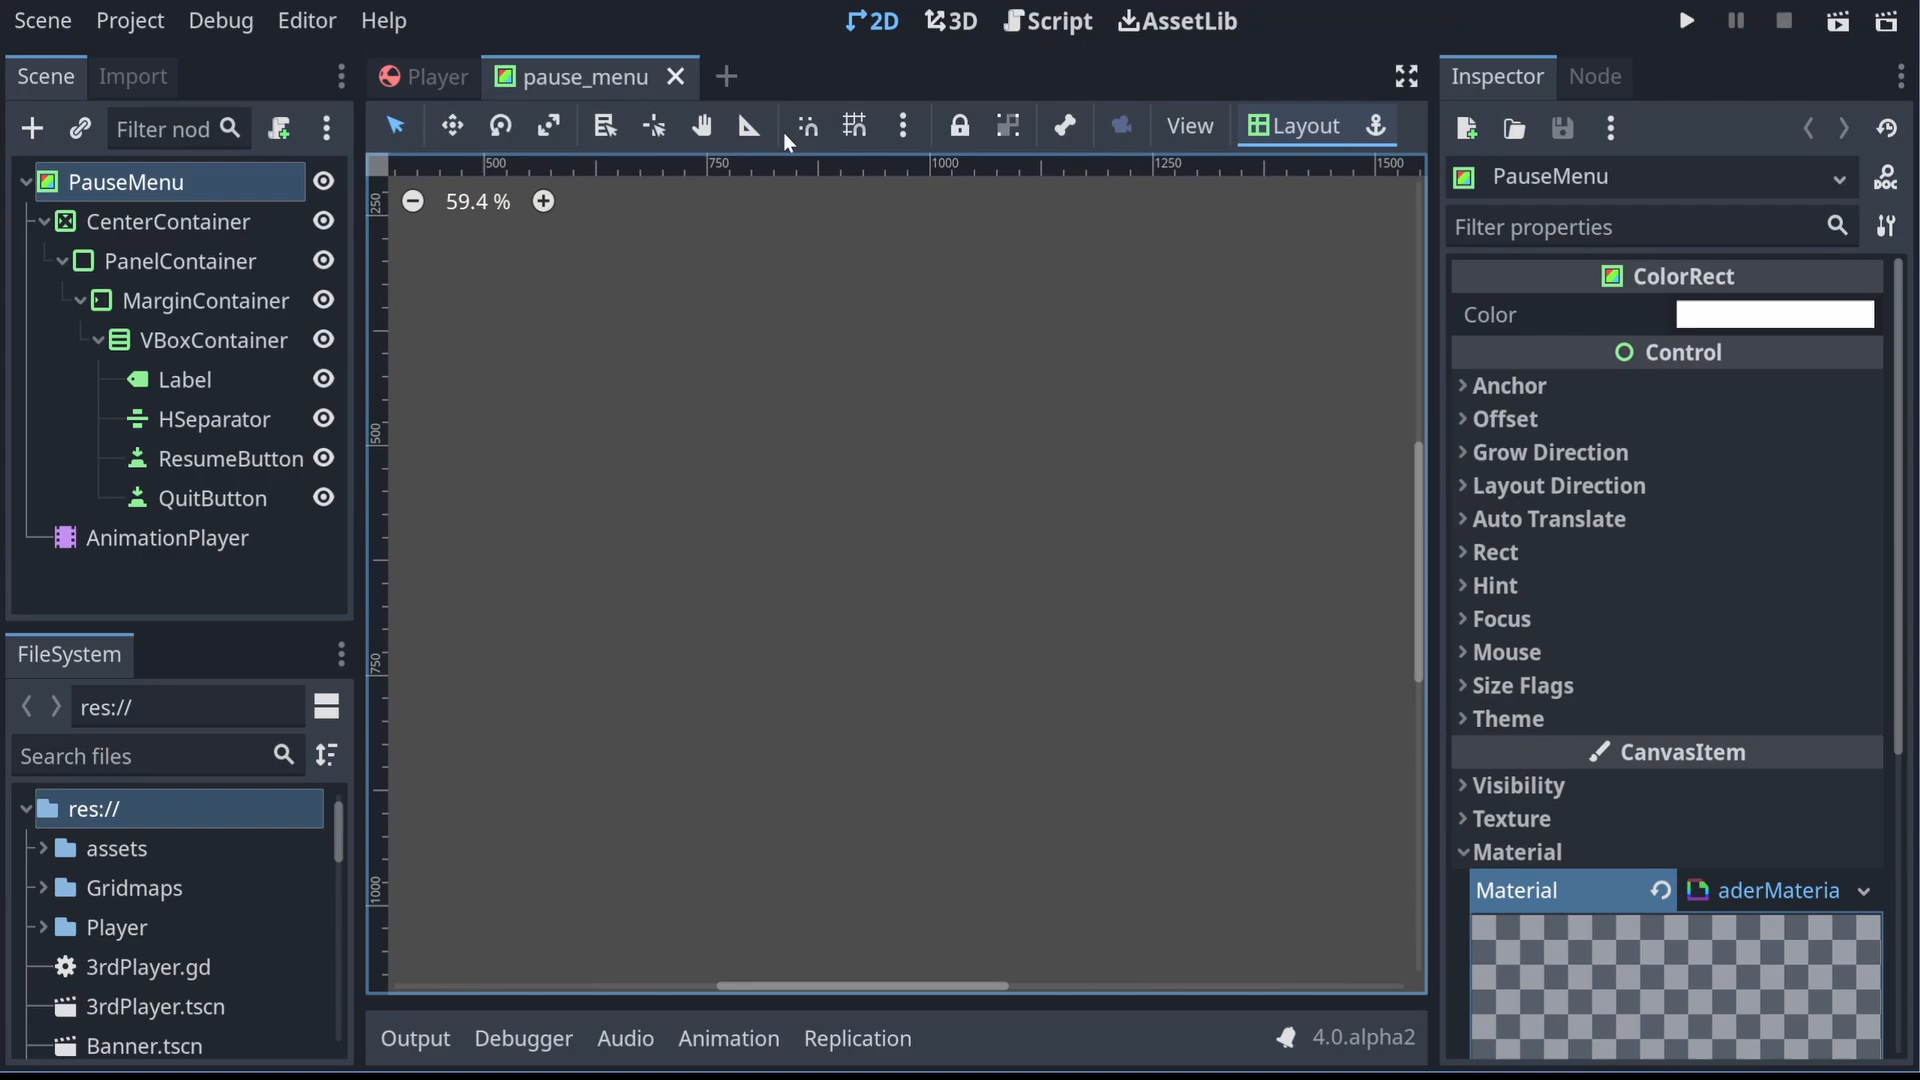 Scene Project Debug Editor Help 2D 3D Script AssetLib
Scene Import Player pause_menu Inspector Node
Filter nod View Layout
500 750 1000 1250 1500
PauseMenu PauseMenu
59.4 % 250
CenterContainer Filter properties
PanelContainer ColorRect
MarginContainer Color
VBoxContainer Control
Label Anchor
HSeparator Offset
500 Grow Direction
ResumeButton Layout Direction
QuitButton Auto Translate
AnimationPlayer Rect
Hint
Focus
FileSystem 750 Mouse
res:// Size Flags
Theme
Search files CanvasItem
res:// Visibility
assets Texture
Gridmaps 1000 Material
Player Material aderMateria
3rdPlayer.gd
3rdPlayer.tscn
Banner.tscn Output Debugger Audio Animation Replication 4.0.alpha2